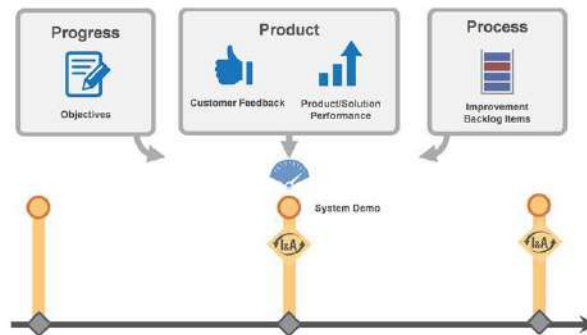 Progress
Objectives
Product
Customer Feedback
Product/Solution
Performance
Process
Improvement
Backlog Items
System Demo
I&A
I&A